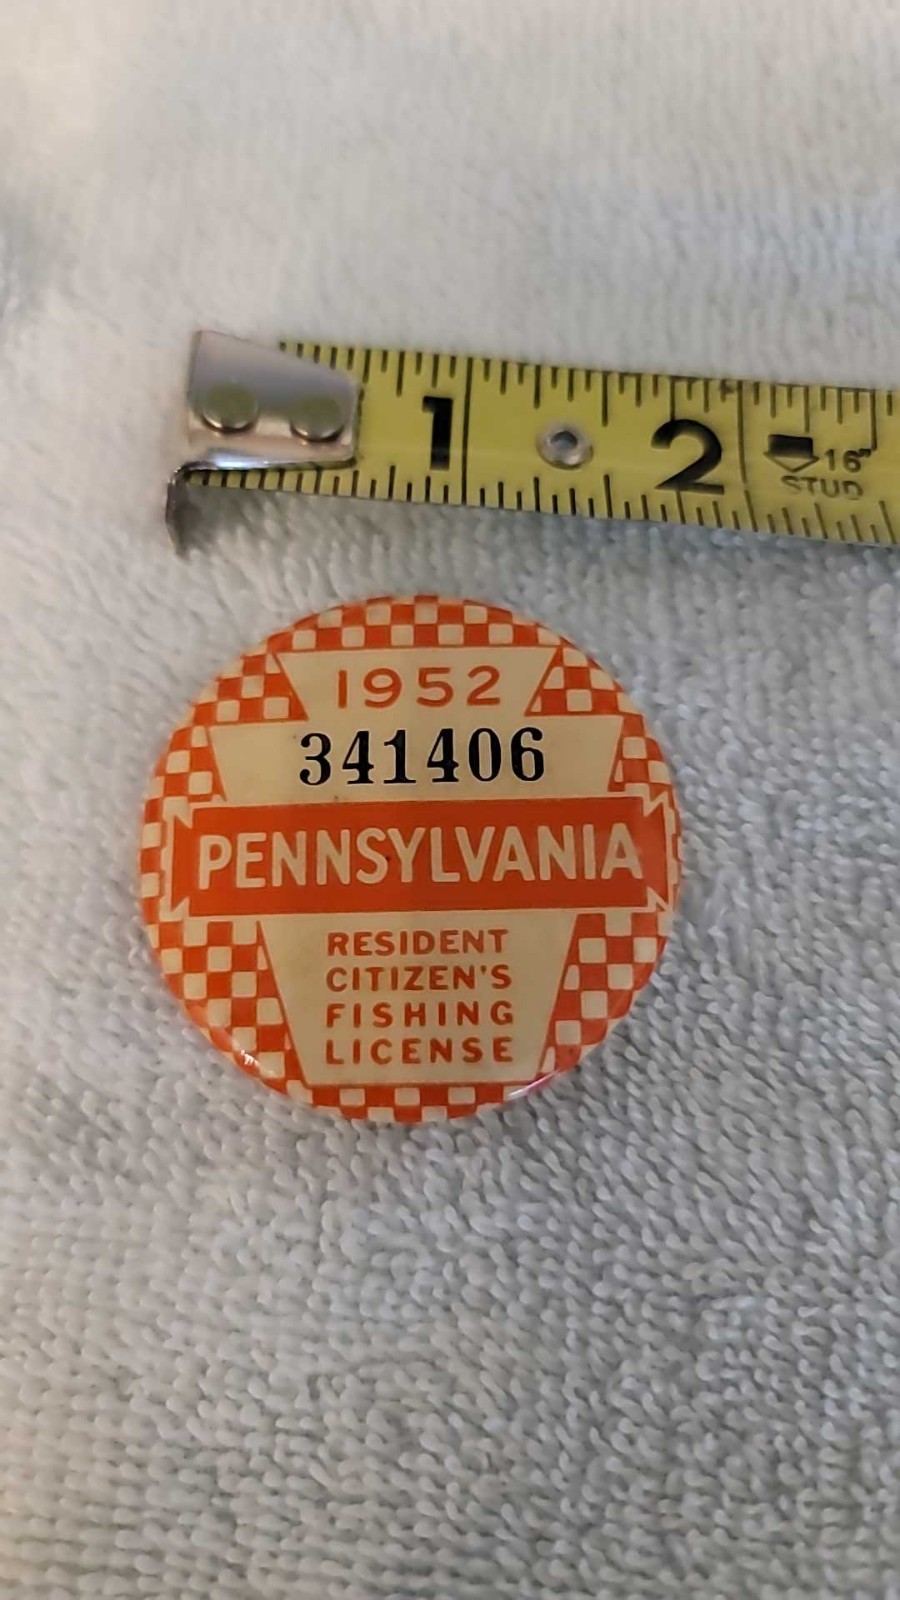 1 2 16"
STUD
1952
341406
PENNSYLVANIA
RESIDENT
CITIZEN'S
FISHING
LICENSE